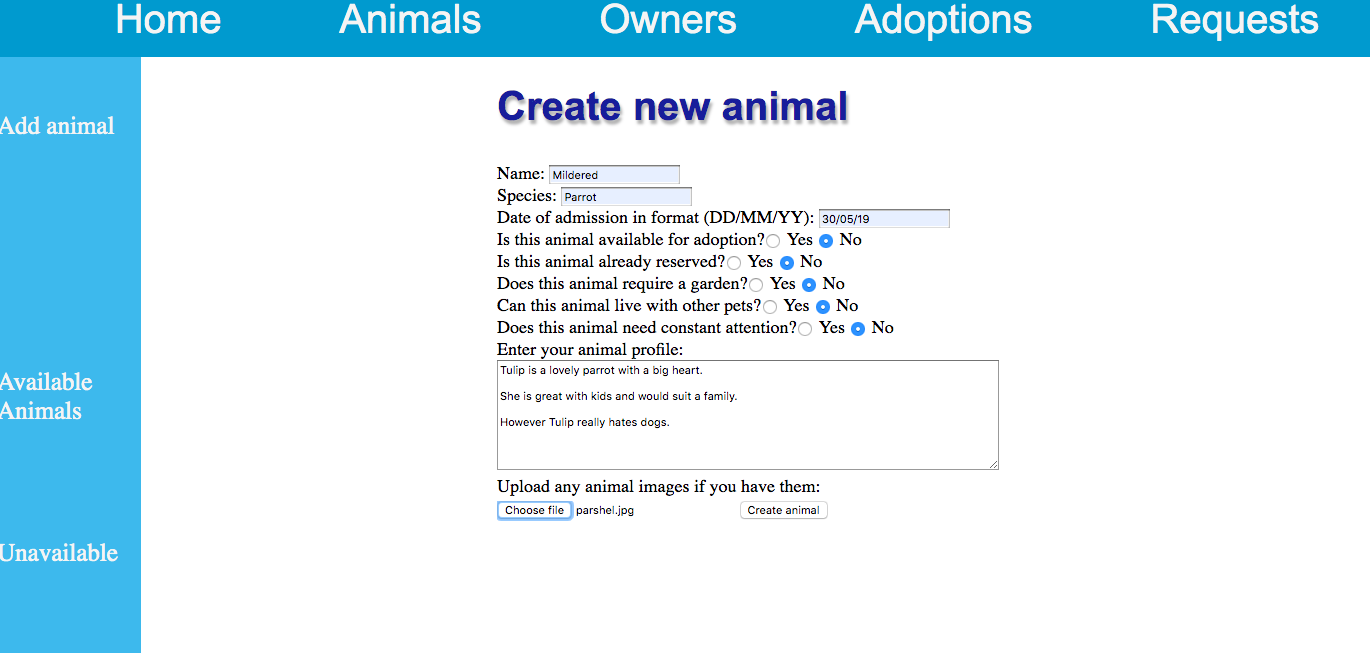 Home Animals Owners Adoptions Requests
Add animal
Available
Animals
Unavailable
Create new animal
Name: Mildered
Species: Parrot
Date of admission in format (DD/MM/YY): 30/05/19
Is this animal available for adoption? Yes No
Is this animal already reserved? Yes No
Does this animal require a garden? Yes No
Can this animal live with other pets? Yes No
Does this animal need constant attention? Yes No
Enter your animal profile:
Tulip is a lovely parrot with a big heart.
She is great with kids and would suit a family.
However Tulip really hates dogs.
Upload any animal images if you have them:
Choose file parshel.jpg Create animal